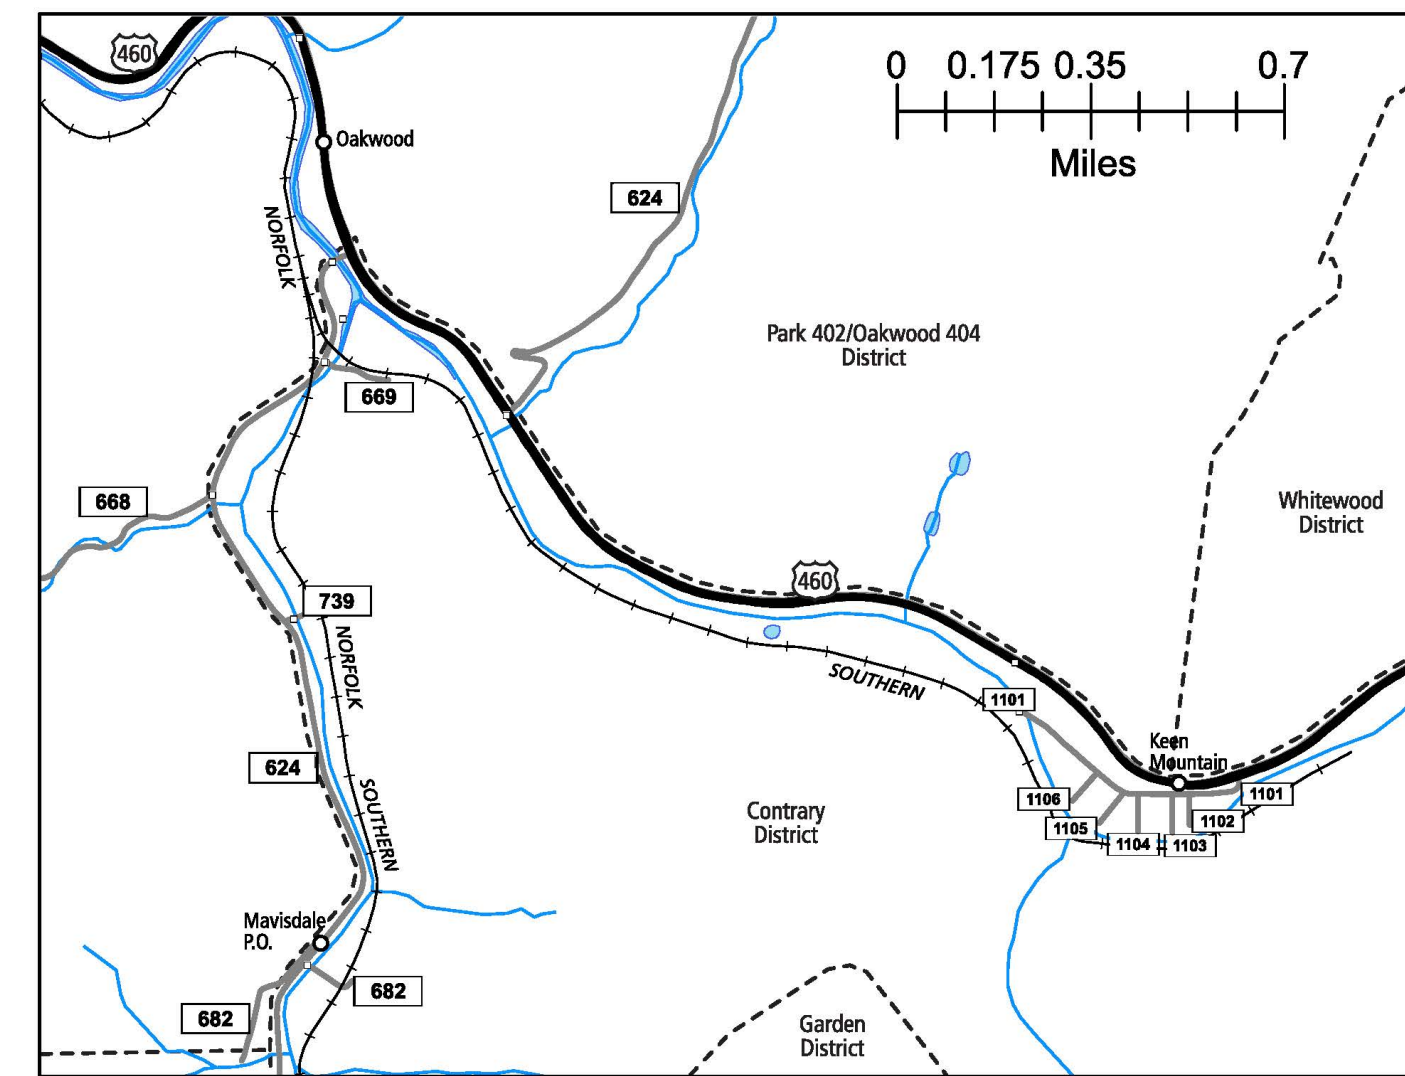 460
0 0.175 0.35 0.7
Miles
Oakwood
624
NORFOLK
Park 402/Oakwood 404
District
669
668
Whitewood
District
460
739
NORFOLK
SOUTHERN
1101
624
Keen
Mountain
SOUTHERN
1106
1101
Contrary
District
1105
1102
1104
1103
Mavisdale
P.O.
682
682
Garden
District